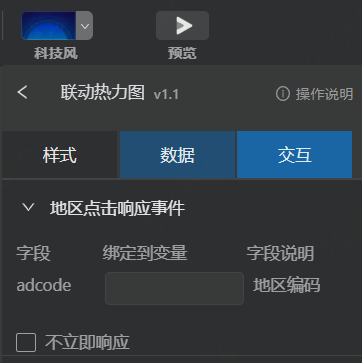 科技风 预览
联动热力图 v1.1 操作说明
样式 数据 交互
地区点击响应事件
字段 绑定到变量 字段说明
adcode 地区编码
不立即响应